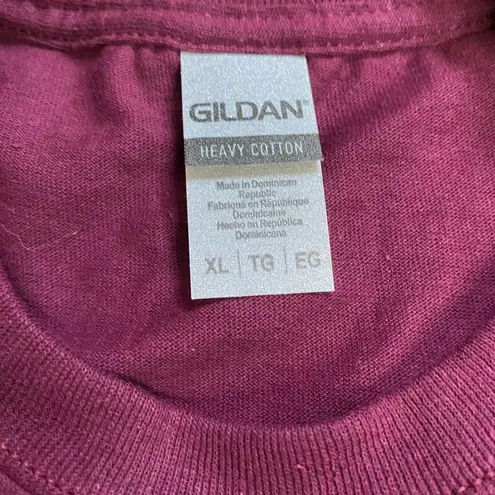 GILDAN®
HEAVY COTTON
Made in Dominican
Republic
Fabriqué en République
Dominicaine
Hecho en República
Dominicana
XL | TG | EG